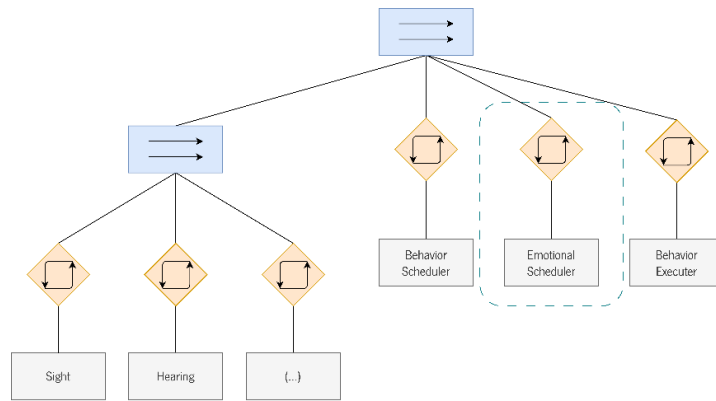 Behavior
Scheduler
Emotional
Scheduler
Behavior
Executer
Sight
Hearing
(...)